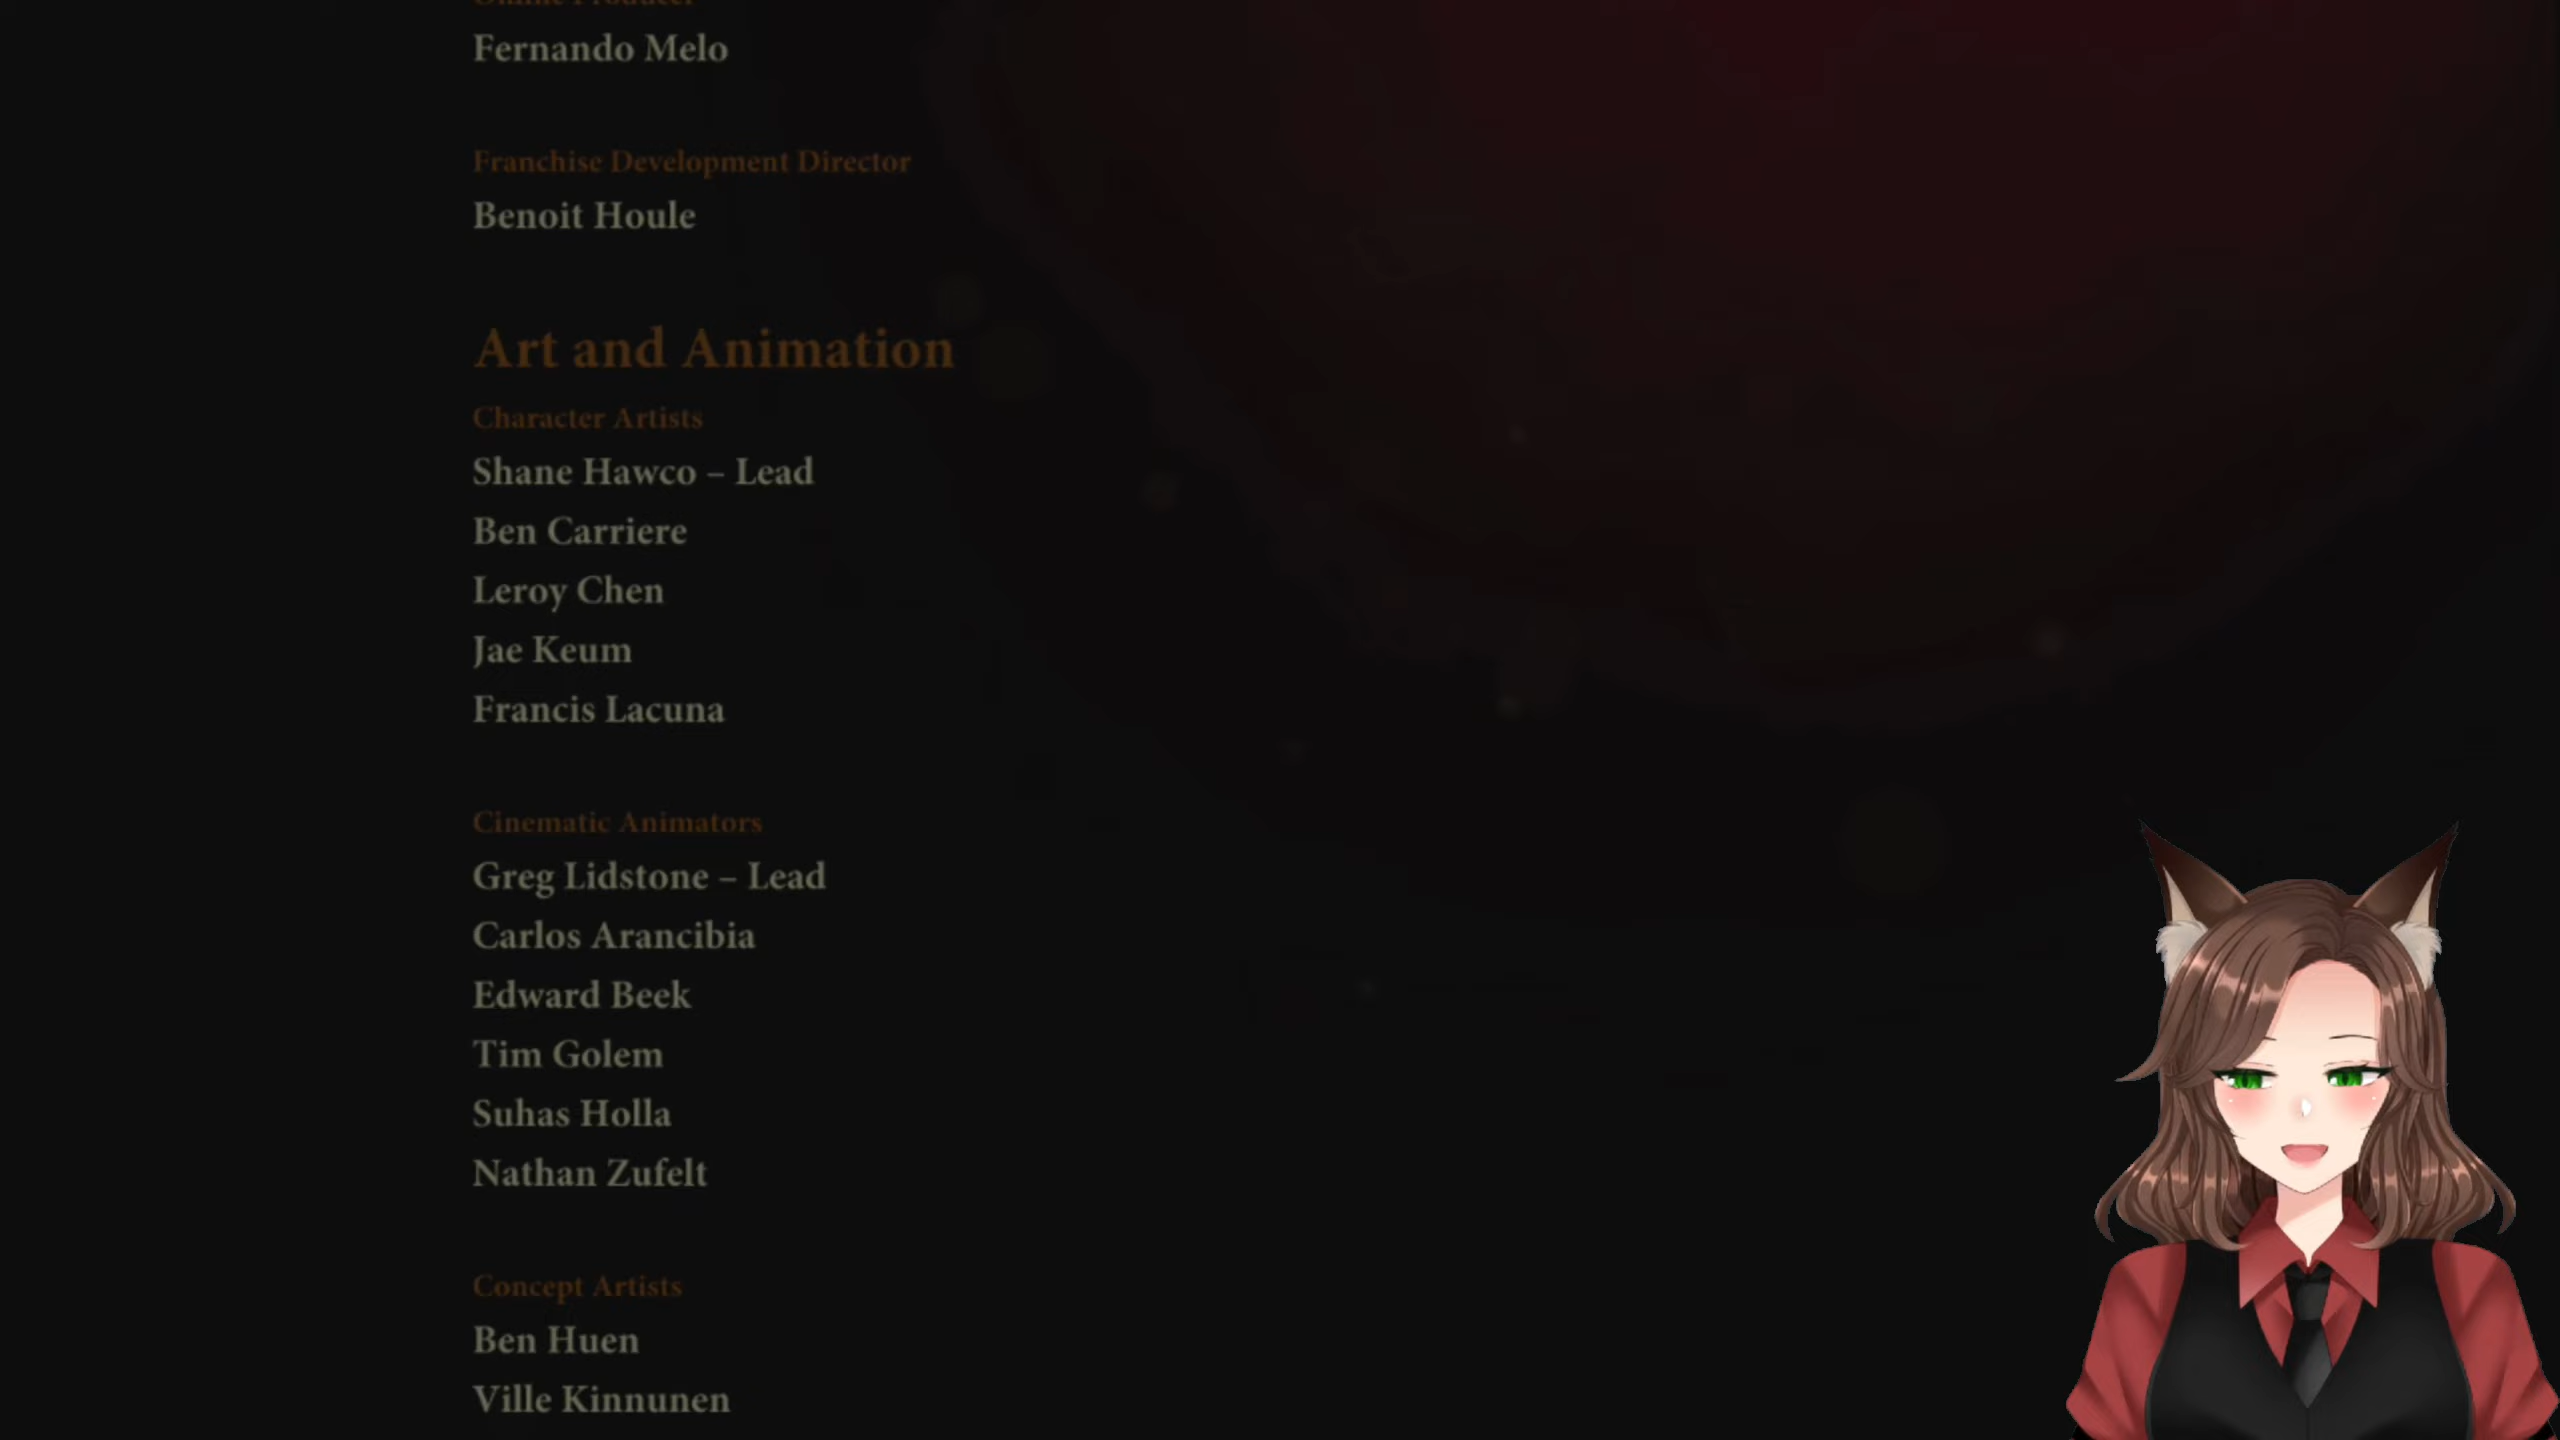 Online Producer
Fernando Melo
Franchise Development Director
Benoit Houle
Art and Animation
Character Artists
Shane Hawco – Lead
Ben Carriere
Leroy Chen
Jae Keum
Francis Lacuna
Cinematic Animators
Greg Lidstone – Lead
Carlos Arancibia
Edward Beek
Tim Golem
Suhas Holla
Nathan Zufelt
Concept Artists
Ben Huen
Ville Kinnunen